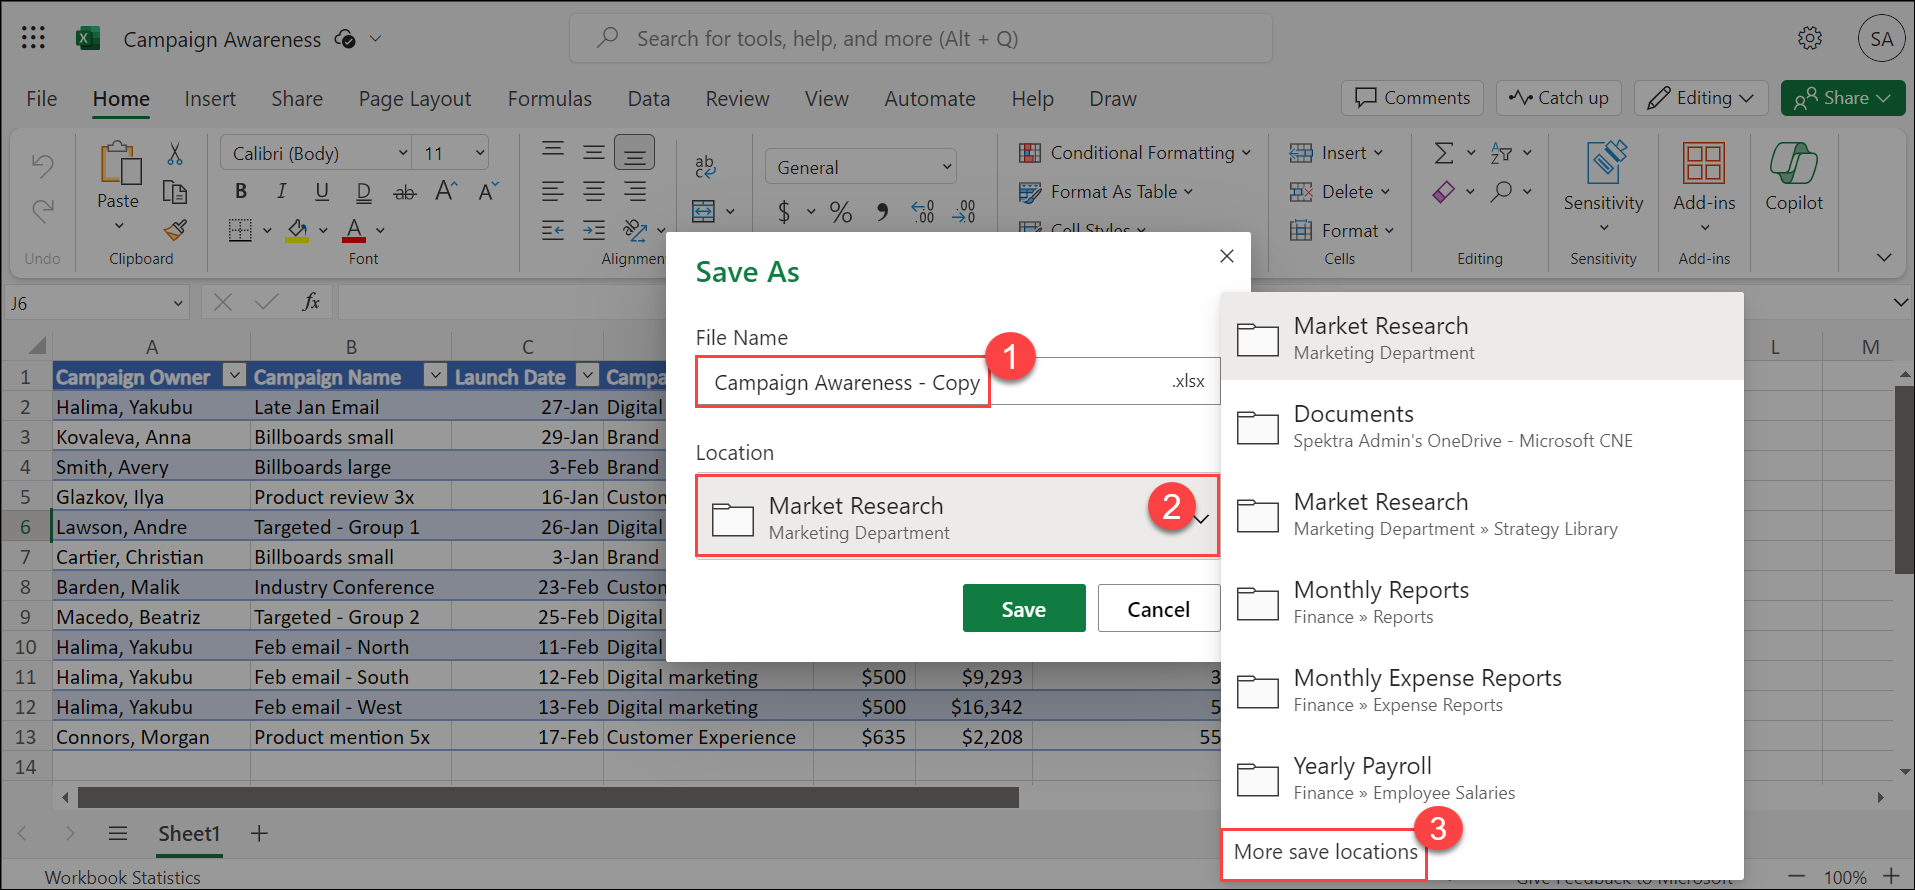 Campaign Awareness
Search for tools, help, and more (Alt + Q)
SA
File Home Insert Share Page Layout Formulas Data Review View Automate Help Draw
Comments Catch up Editing Share
Calibri (Body) 11
General
Conditional Formatting
Insert
Paste
B I U D ab A A
Format As Table
Delete
Sensitivity Add-ins Copilot
$ % 9 .00 .00
Cell Styles
Format
Undo Clipboard Font Alignmen Cells Editing Sensitivity Add-ins
J6 fx
Save As
File Name
1
Campaign Awareness - Copy .xlsx
Location
Market Research
Marketing Department
2
Save Cancel
Market Research
Marketing Department
Documents
Spektra Admin's OneDrive - Microsoft CNE
Market Research
Marketing Department » Strategy Library
Monthly Reports
Finance » Reports
Monthly Expense Reports
Finance » Expense Reports
Yearly Payroll
Finance » Employee Salaries
3
More save locations
A B C L M
1 Campaign Owner Campaign Name Launch Date Campa
2 Halima, Yakubu Late Jan Email 27-Jan Digital
3 Kovaleva, Anna Billboards small 29-Jan Brand
4 Smith, Avery Billboards large 3-Feb Brand
5 Glazkov, Ilya Product review 3x 16-Jan Custon
6 Lawson, Andre Targeted - Group 1 26-Jan Digital
7 Cartier, Christian Billboards small 3-Jan Brand
8 Barden, Malik Industry Conference 23-Feb Custon
9 Macedo, Beatriz Targeted - Group 2 25-Feb Digital
10 Halima, Yakubu Feb email - North 11-Feb Digital
11 Halima, Yakubu Feb email - South 12-Feb Digital marketing $500 $9,293 3
12 Halima, Yakubu Feb email - West 13-Feb Digital marketing $500 $16,342 5
13 Connors, Morgan Product mention 5x 17-Feb Customer Experience $635 $2,208 55
14
Sheet1
Workbook Statistics
Give Feedback to Microsoft
100%